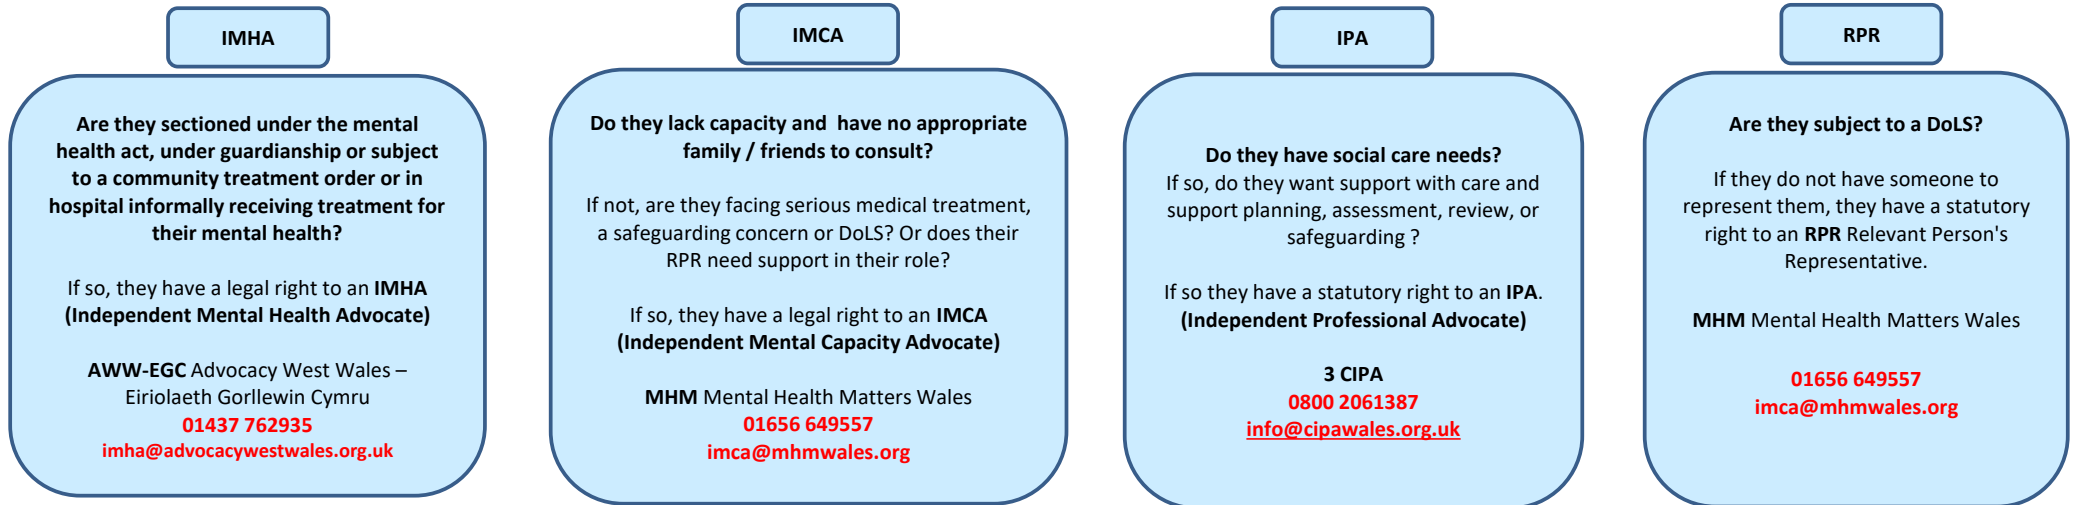 IMHA
Are they sectioned under the mental
health act, under guardianship or subject
to a community treatment order or in
hospital informally receiving treatment for
their mental health?
If so, they have a legal right to an IMHA
(Independent Mental Health Advocate)
AWW-EGC Advocacy West Wales –
Eiriolaeth Gorllewin Cymru
01437 762935
imha@advocacywestwales.org.uk
IMCA
Do they lack capacity and have no appropriate
family / friends to consult?
If not, are they facing serious medical treatment,
a safeguarding concern or DoLS? Or does their
RPR need support in their role?
If so, they have a legal right to an IMCA
(Independent Mental Capacity Advocate)
MHM Mental Health Matters Wales
01656 649557
imca@mhmwales.org
IPA
Do they have social care needs?
If so, do they want support with care and
support planning, assessment, review, or
safeguarding ?
If so they have a statutory right to an IPA.
(Independent Professional Advocate)
3 CIPA
0800 2061387
info@cipawales.org.uk
RPR
Are they subject to a DoLS?
If they do not have someone to
represent them, they have a statutory
right to an RPR Relevant Person's
Representative.
MHM Mental Health Matters Wales
01656 649557
imca@mhmwales.org